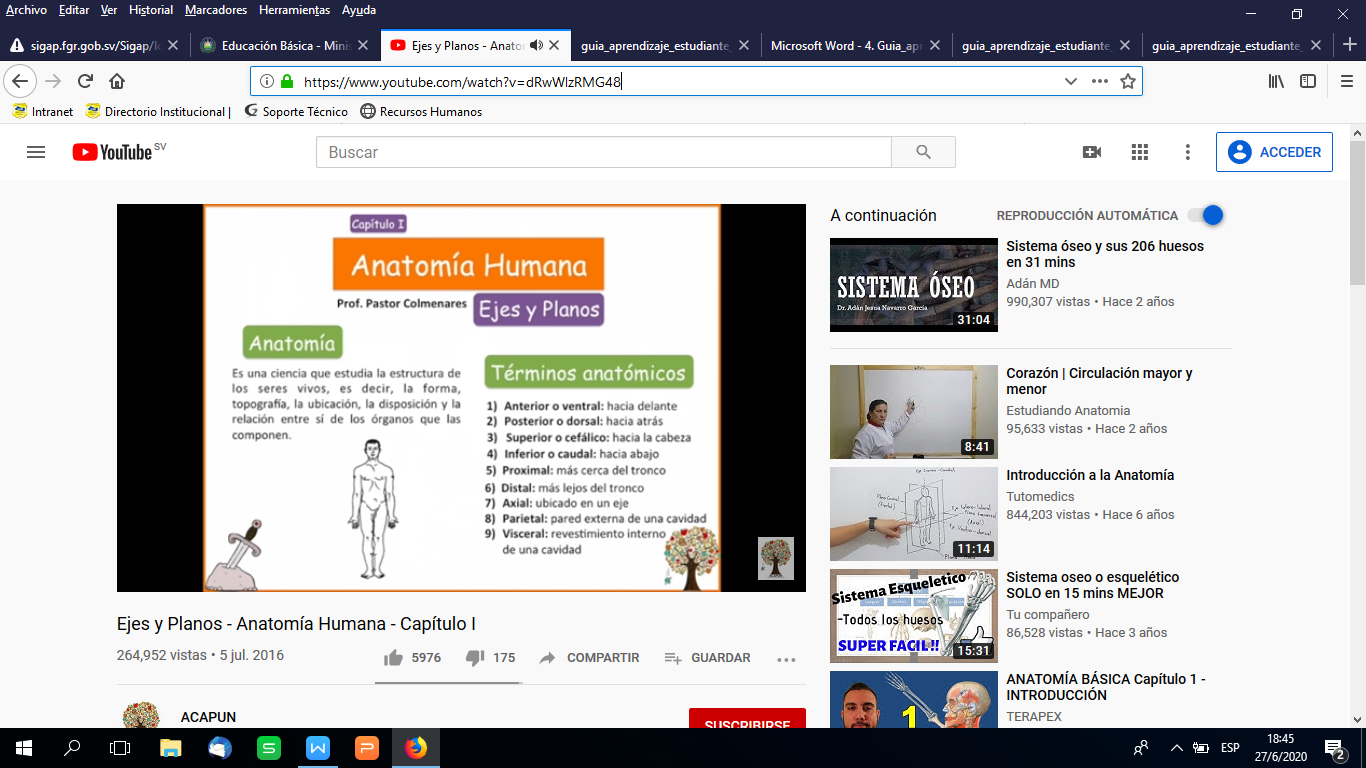 Archivo Editar Ver Historial Marcadores Herramientas Ayuda
sigap.fgr.gob.sv/Sigap/lo
Educación Básica - Minis
Ejes y Planos - Anatom
guia_aprendizaje_estudiante_
Microsoft Word - 4. Guia_apr
guia_aprendizaje_estudiante_
guia_aprendizaje_estudiante_
https://www.youtube.com/watch?v=dRwWlzRMG48
Intranet Directorio Institucional | Soporte Técnico Recursos Humanos
YouTube SV
Buscar
ACCEDER
Capítulo I
Anatomía Humana
Prof. Pastor Colmenares
Ejes y Planos
Anatomía
Es una ciencia que estudia la estructura de
los seres vivos, es decir, la forma,
topografía, la ubicación, la disposición y la
relación entre sí de los órganos que las
componen.
Términos anatómicos
1) Anterior o ventral: hacia delante
2) Posterior o dorsal: hacia atrás
3) Superior o cefálico: hacia la cabeza
4) Inferior o caudal: hacia abajo
5) Proximal: más cerca del tronco
6) Distal: más lejos del tronco
7) Axial: ubicado en un eje
8) Parietal: pared externa de una cavidad
9) Visceral: revestimiento interno
de una cavidad
Ejes y Planos - Anatomía Humana - Capítulo I
264,952 vistas • 5 jul. 2016
5976 175 COMPARTIR GUARDAR
ACAPUN
SUSCRIBIRSE
A continuación
REPRODUCCIÓN AUTOMÁTICA
SISTEMA ÓSEO
Dr. Adán Jesua Navarro García
31:04
Sistema óseo y sus 206 huesos
en 31 mins
Adán MD
990,307 vistas • Hace 2 años
8:41
Corazón | Circulación mayor y
menor
Estudiando Anatomia
95,633 vistas • Hace 2 años
11:14
Introducción a la Anatomía
Tutomedics
844,203 vistas • Hace 6 años
Sistema Esqueletico
-Todos los huesos
SUPER FACIL!!
15:31
Sistema oseo o esquelético
SOLO en 15 mins MEJOR
Tu compañero
86,528 vistas • Hace 3 años
1
ANATOMÍA BÁSICA Capítulo 1 -
INTRODUCCIÓN
TERAPEX
ESP
18:45
27/6/2020
2